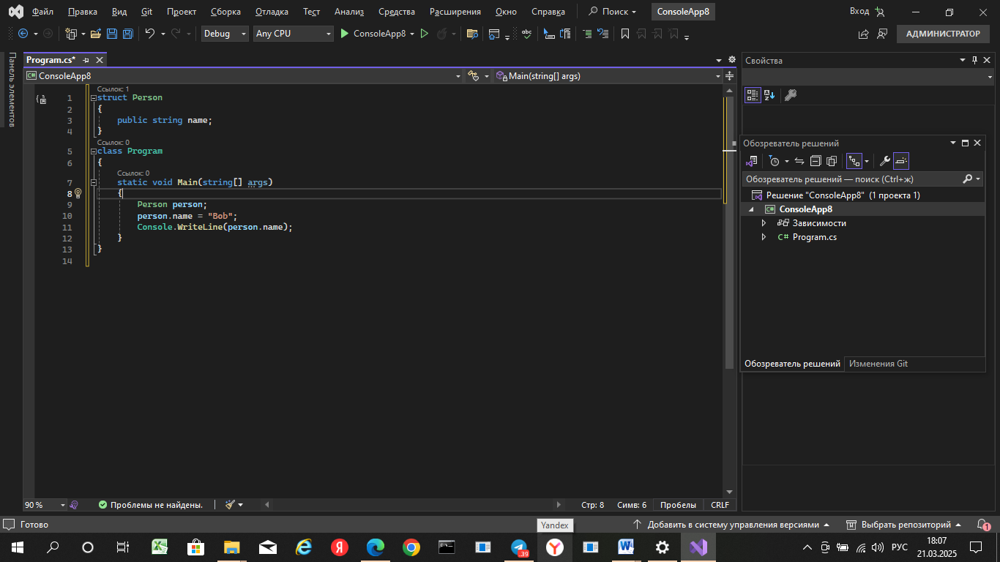 Файл Правка Вид Git Проект Сборка Отладка Тест Анализ Средства Расширения Окно Справка Поиск ConsoleApp8 Вход
Debug Any CPU ConsoleApp8 abc АДМИНИСТРАТОР
Панель элементов
Program.cs*
ConsoleApp8 Main(string[] args)
Ссылок: 1
1 struct Person
2 {
3 public string name;
4 }
Ссылок: 0
5 class Program
6 {
Ссылок: 0
7 static void Main(string[] args)
8 {
9 Person person;
10 person.name = "Bob";
11 Console.WriteLine(person.name);
12 }
13 }
14
90 % Проблемы не найдены. Стр: 8 Симв: 6 Пробелы CRLF
Свойства
Обозреватель решений
Обозреватель решений — поиск (Ctrl+ж)
Решение "ConsoleApp8" (1 проекта 1)
C# ConsoleApp8
Зависимости
C# Program.cs
Обозреватель решений Изменения Git
Готово Добавить в систему управления версиями Выбрать репозиторий 1
Yandex
39 РУС
18:07
21.03.2025